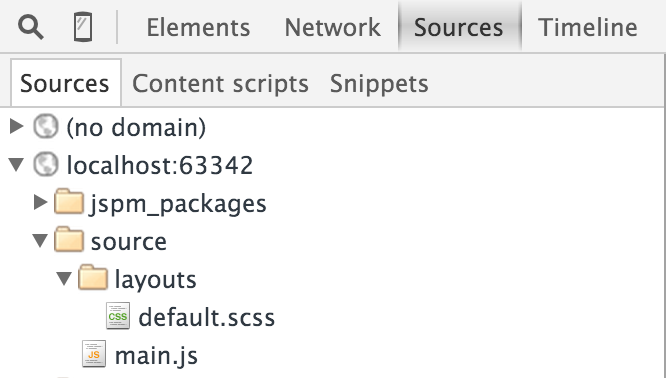 Elements Network Sources Timeline
Sources Content scripts Snippets
(no domain)
localhost:63342
jspm_packages
source
layouts
CSS default.scss
JS main.js